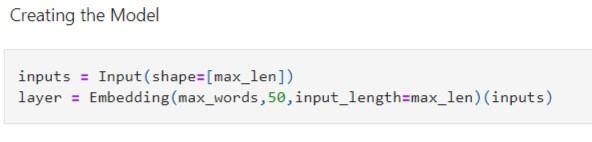 Creating the Model
inputs = Input(shape=[max_len])
layer = Embedding(max_words,50,input_length=max_len)(inputs)